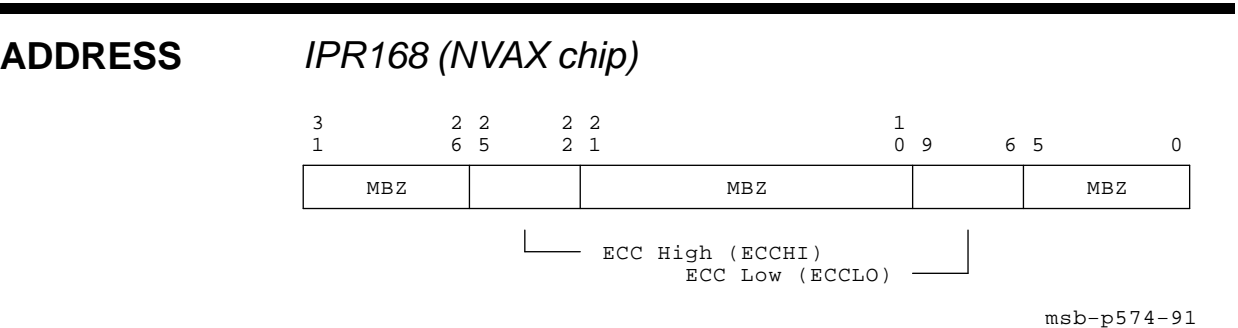 ADDRESS IPR168 (NVAX chip)
3 2 2 2 2 1
1 6 5 2 1 0 9 6 5 0
MBZ MBZ MBZ
ECC High (ECCHI)
ECC Low (ECCLO)
msb-p574-91